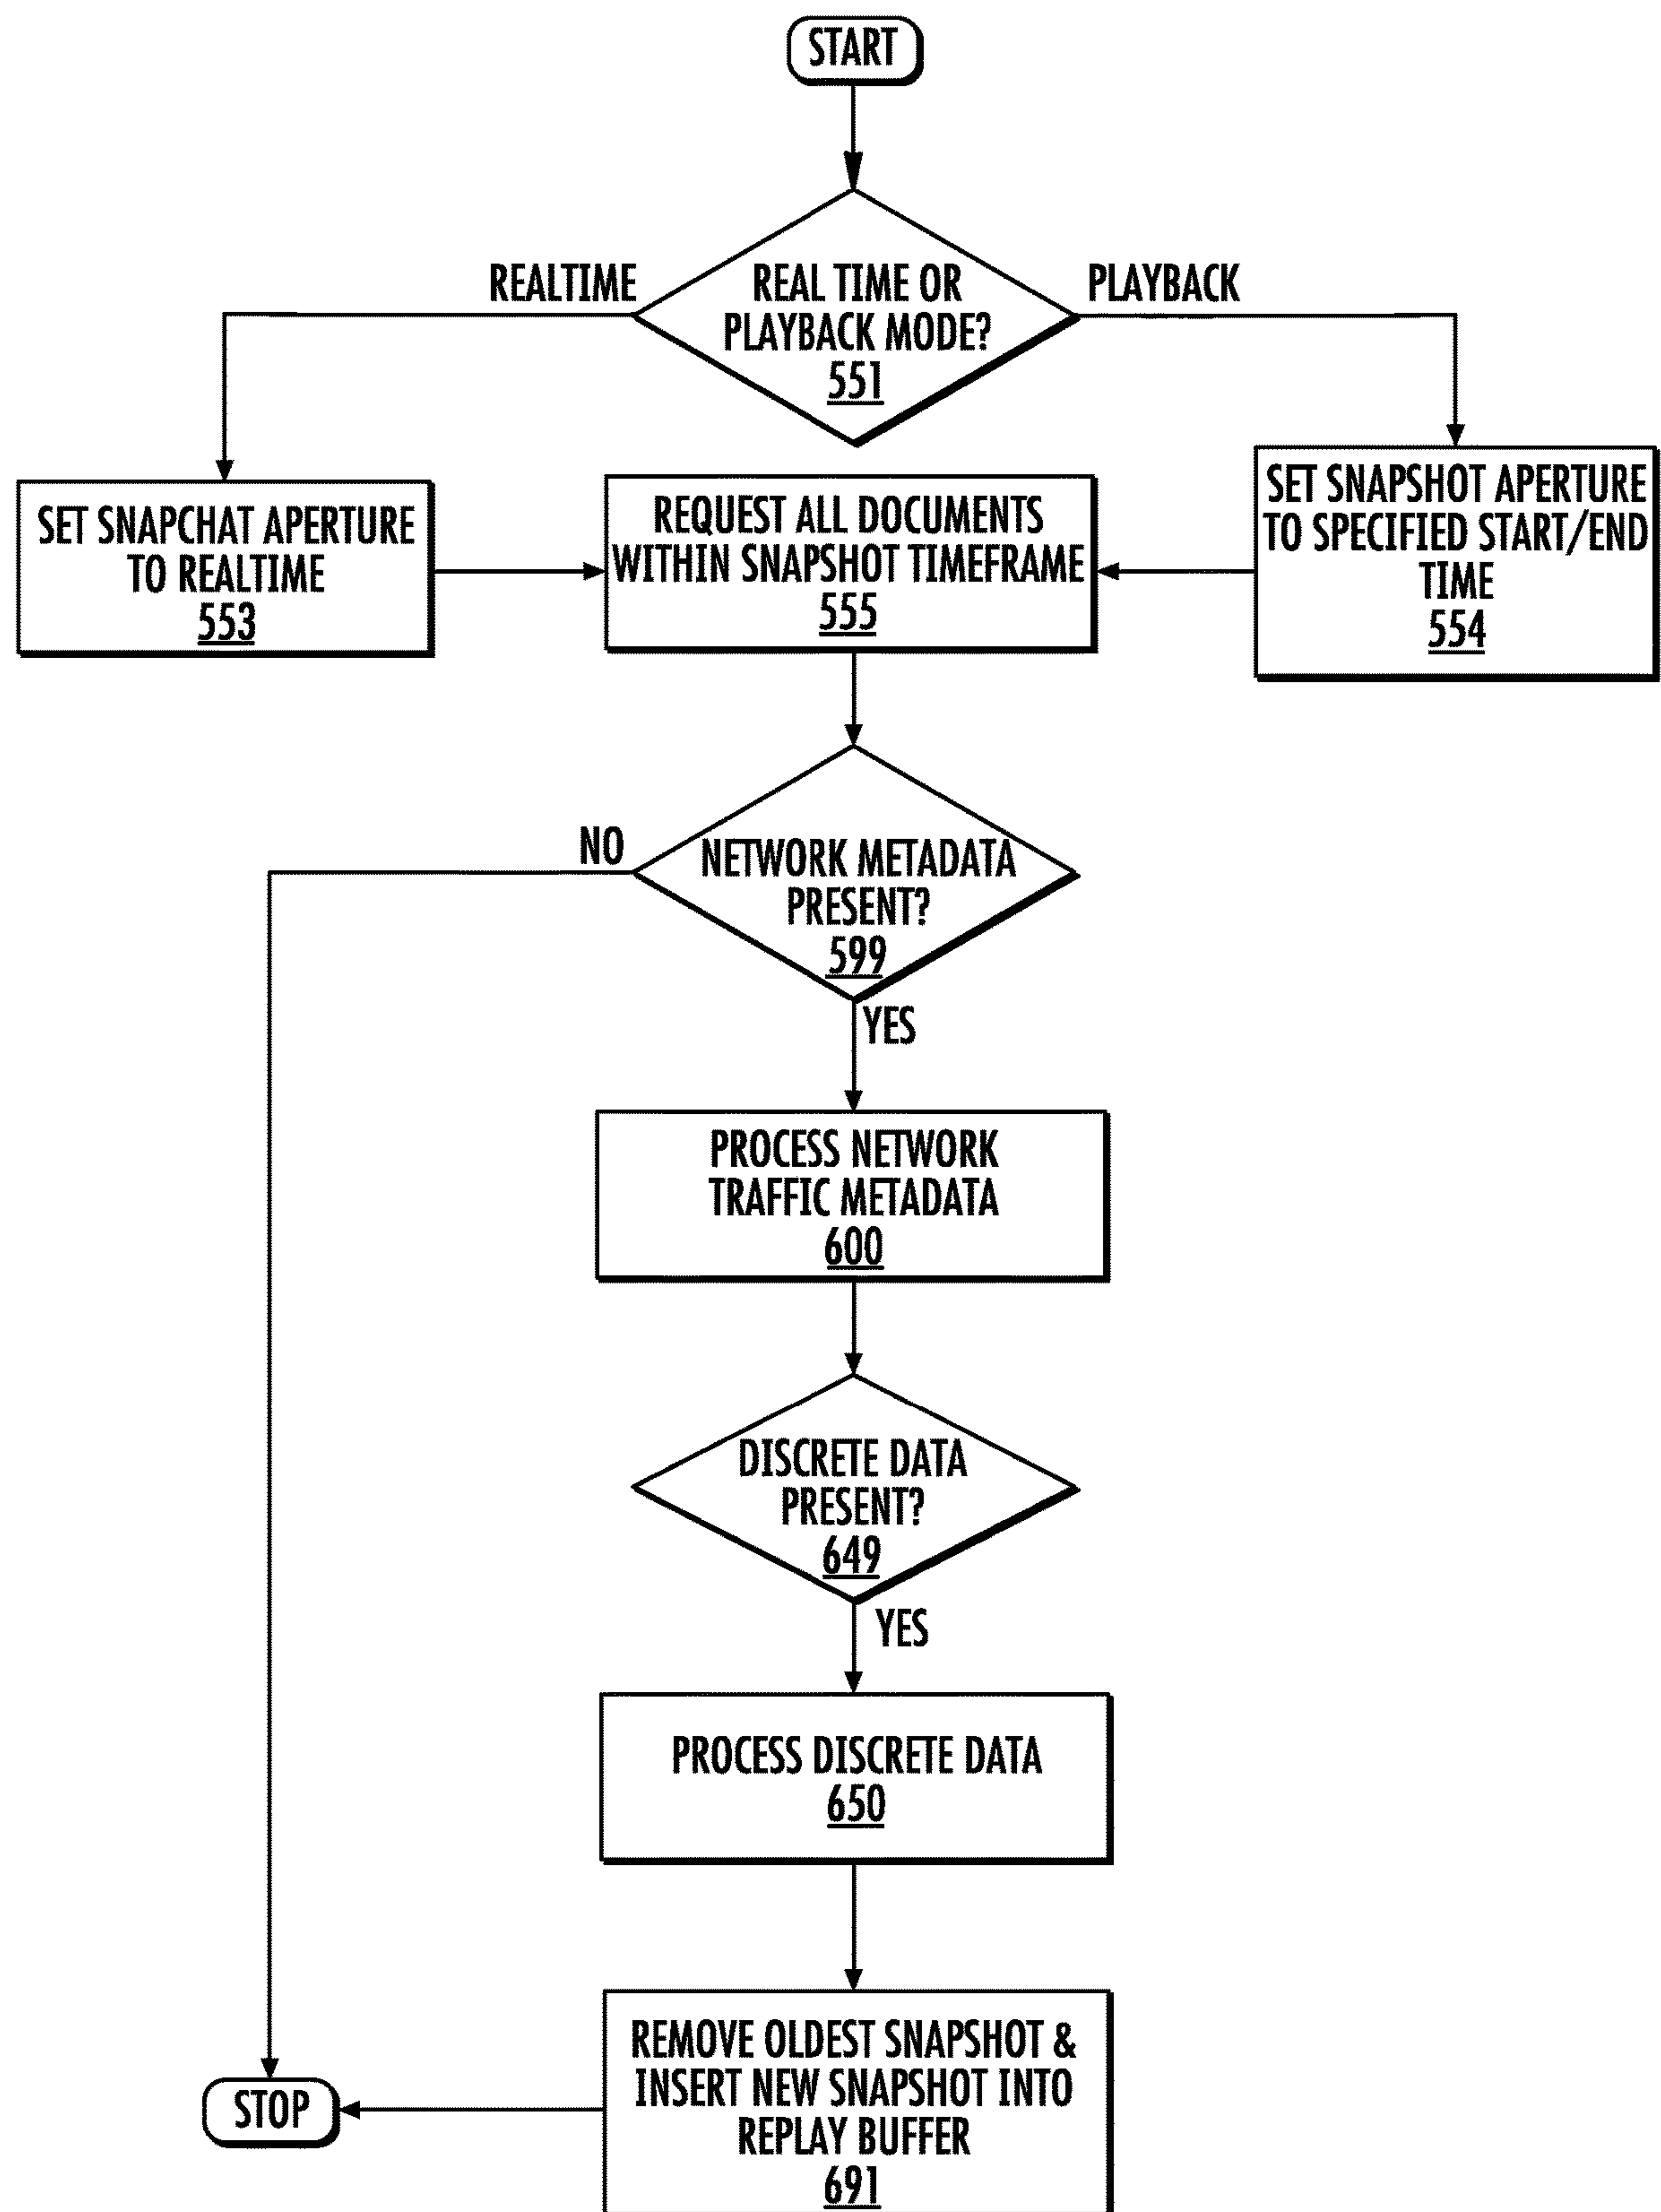 START
REALTIME
REAL TIME OR
PLAYBACK MODE?
551
PLAYBACK
SET SNAPCHAT APERTURE
TO REALTIME
553
REQUEST ALL DOCUMENTS
WITHIN SNAPSHOT TIMEFRAME
555
SET SNAPSHOT APERTURE
TO SPECIFIED START/END
TIME
554
NO
NETWORK METADATA
PRESENT?
599
YES
PROCESS NETWORK
TRAFFIC METADATA
600
DISCRETE DATA
PRESENT?
649
YES
PROCESS DISCRETE DATA
650
REMOVE OLDEST SNAPSHOT &
INSERT NEW SNAPSHOT INTO
REPLAY BUFFER
691
STOP